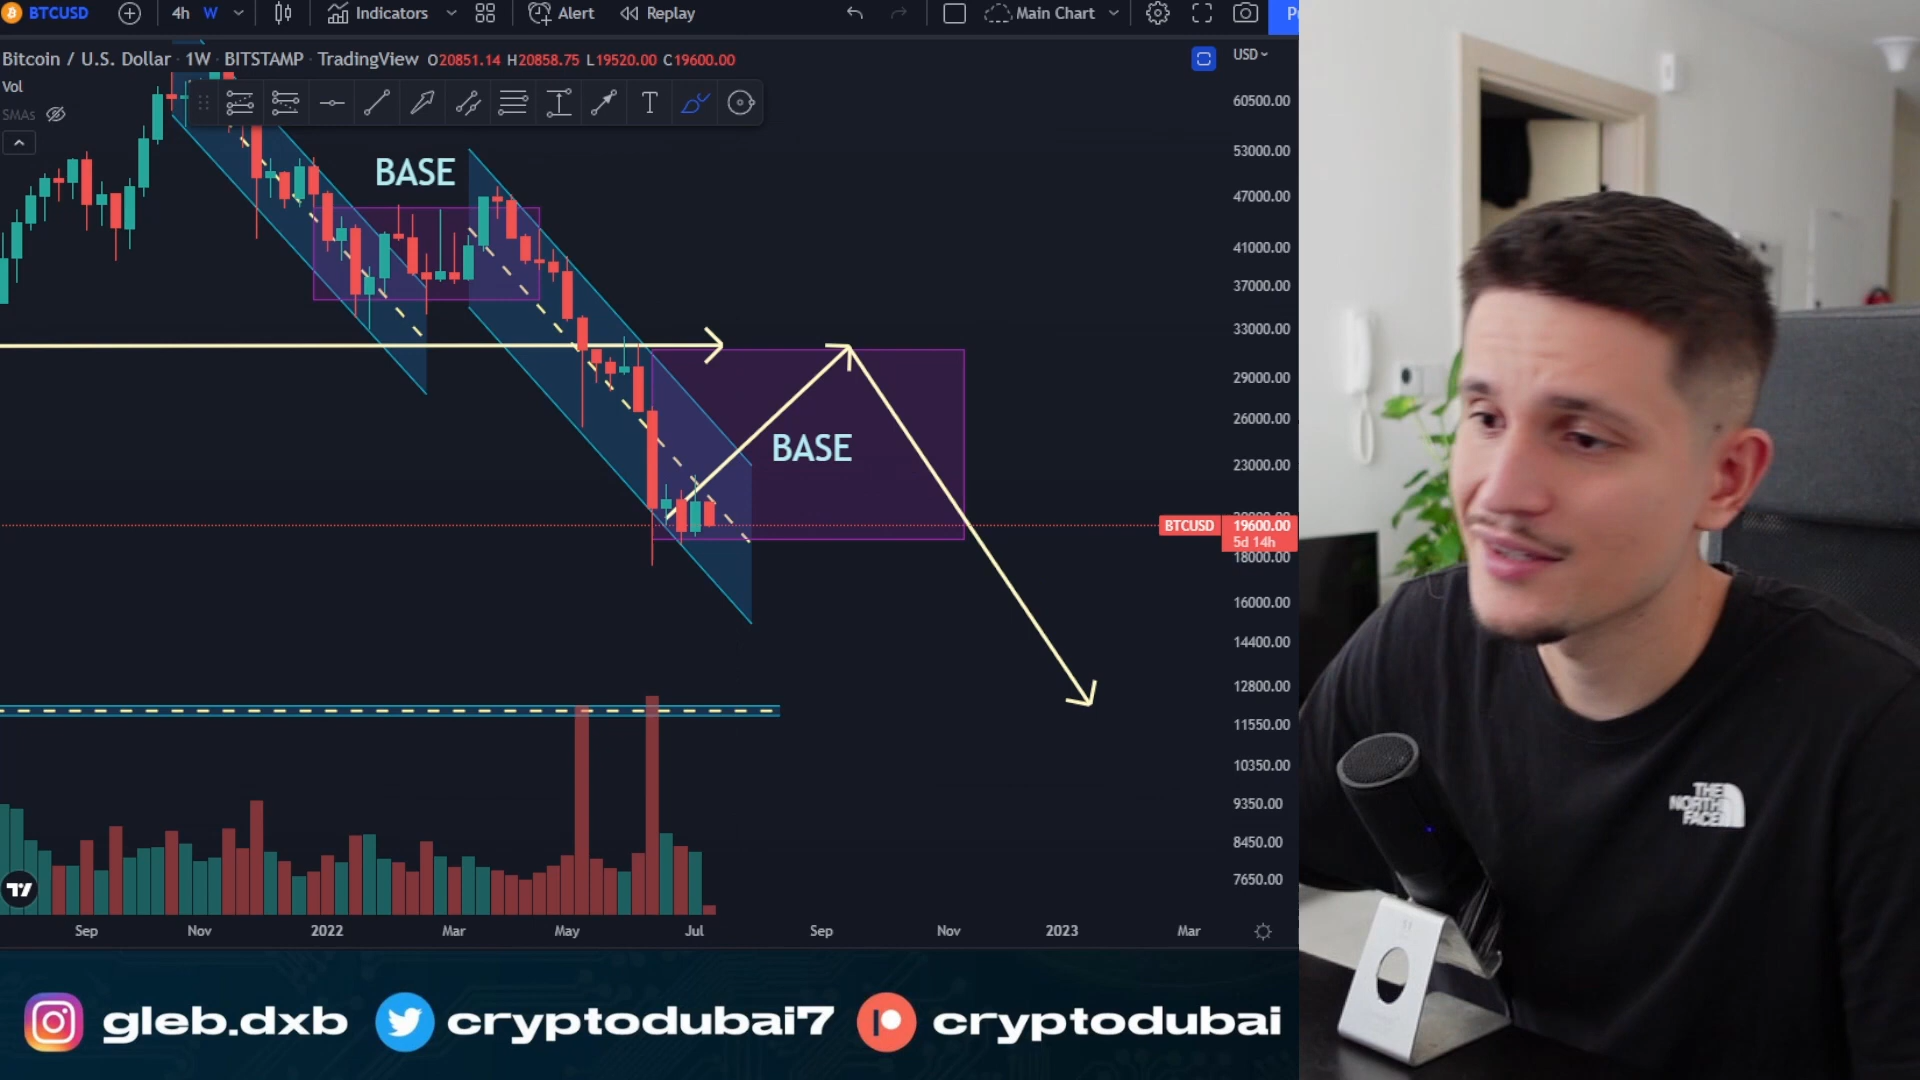 BTCUSD 4h W Indicators Alert Replay Main Chart
Bitcoin / U.S. Dollar · 1W · BITSTAMP · TradingView O20851.14 H20858.75 L19520.00 C19600.00 USD
Vol
SMAs
60500.00
53000.00
BASE
47000.00
41000.00
37000.00
33000.00
29000.00
26000.00
BASE
23000.00
BTCUSD 19600.00
5d 14h
18000.00
16000.00
14400.00
12800.00
11550.00
10350.00
9350.00
8450.00
7650.00
Sep Nov 2022 Mar May Jul Sep Nov 2023 Mar
THE
NORTH
FACE
gleb.dxb cryptodubai7 cryptodubai